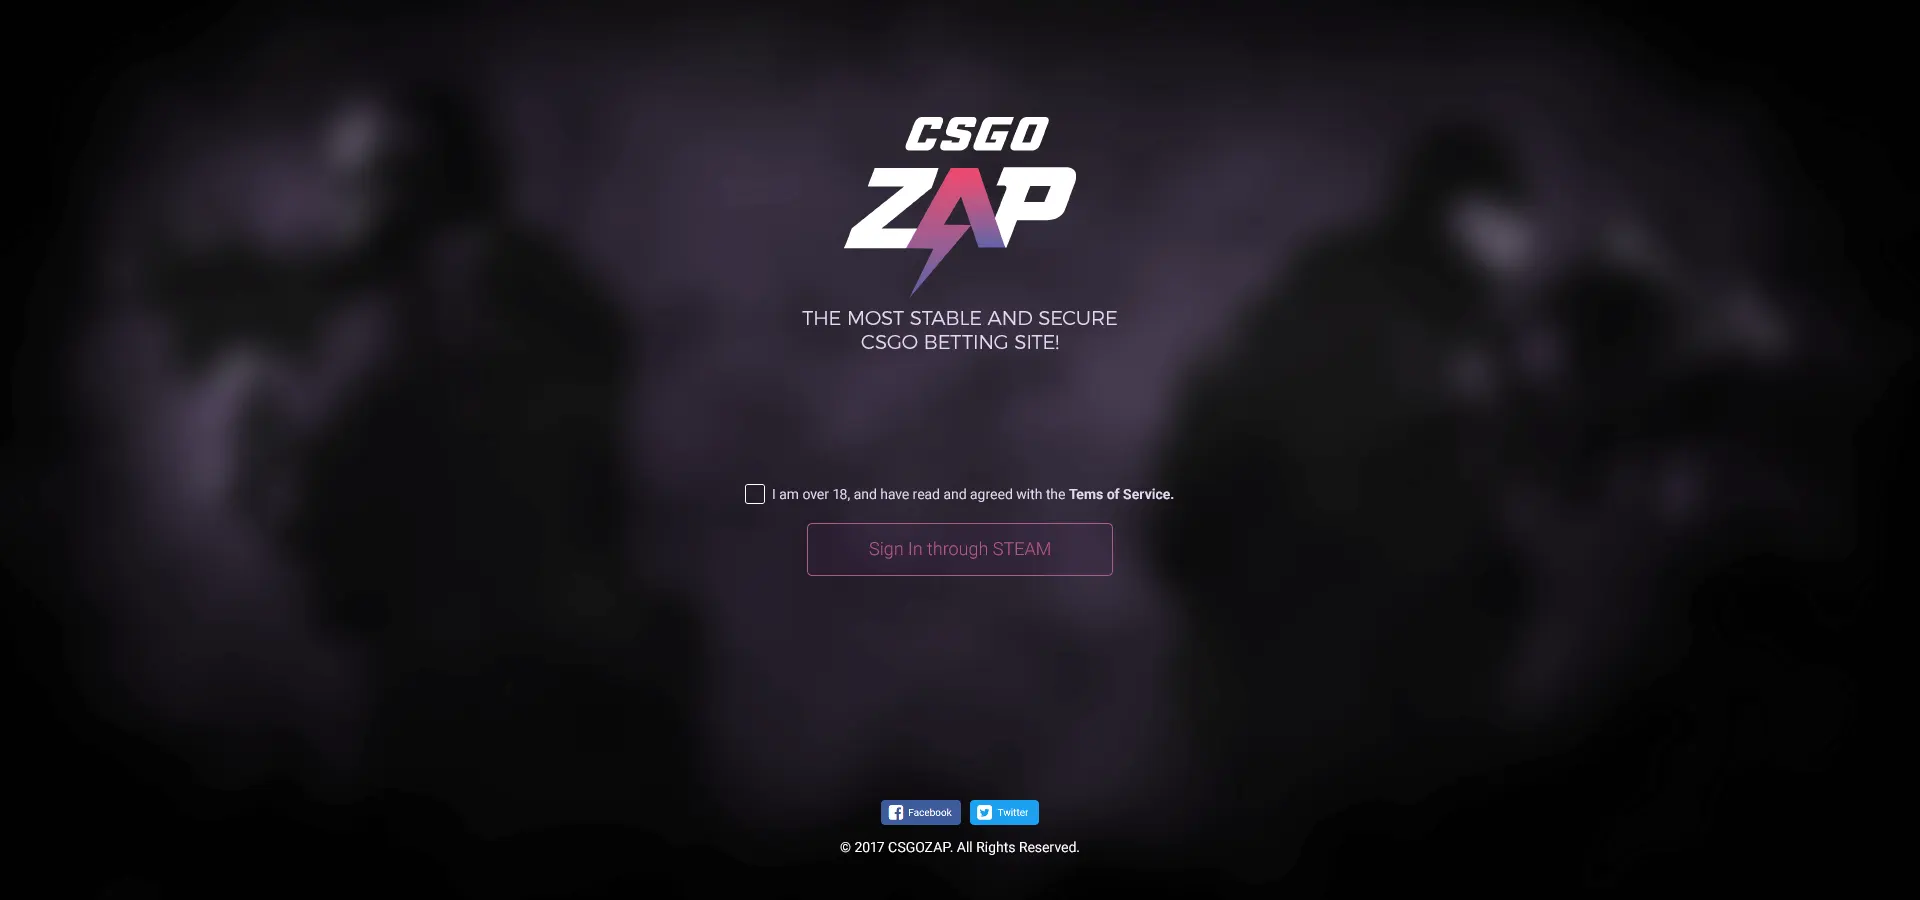 CSGO
ZAP
THE MOST STABLE AND SECURE
CSGO BETTING SITE!
I am over 18, and have read and agreed with the Tems of Service.
Sign In through STEAM
Facebook Twitter
© 2017 CSGOZAP. All Rights Reserved.